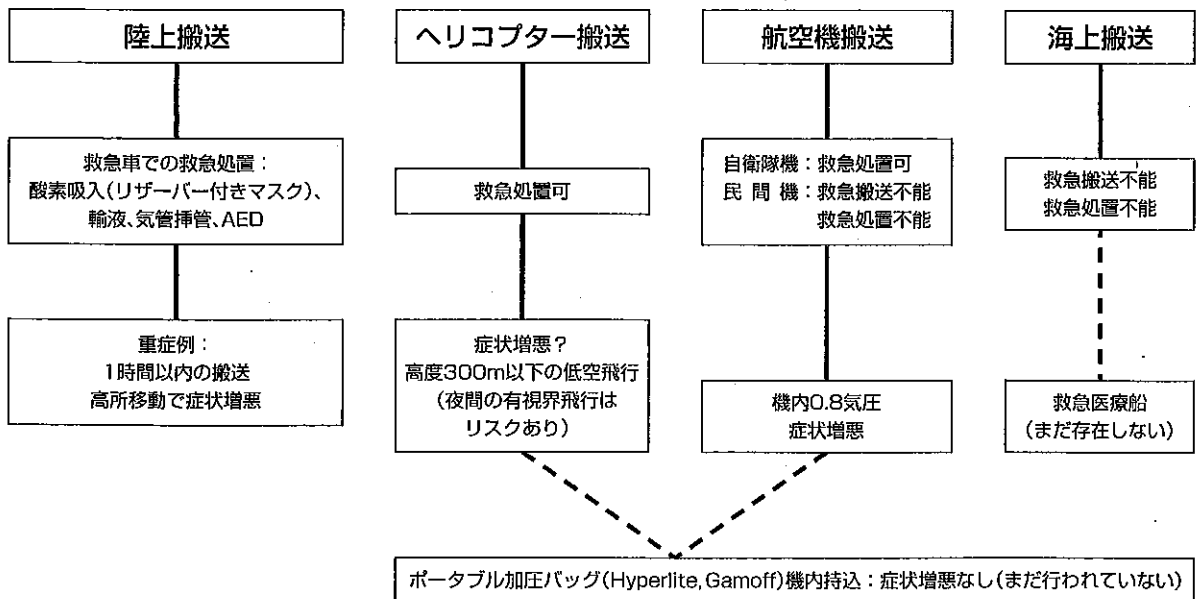 陸上搬送
救急車での救急処置：
酸素吸入（リザーバー付きマスク）、
輸液、気管挿管、AED
重症例：
1時間以内の搬送
高所移動で症状増悪
ヘリコプター搬送
救急処置可
症状増悪？
高度300m以下の低空飛行
（夜間の有視界飛行は
リスクあり）
航空機搬送
自衛隊機：救急処置可
民間機：救急搬送不能
救急処置不能
機内0.8気圧
症状増悪
海上搬送
救急搬送不能
救急処置不能
救急医療船
（まだ存在しない）
ポータブル加圧バッグ（Hyperlite, Gamoff）機内持込：症状増悪なし（まだ行われていない）